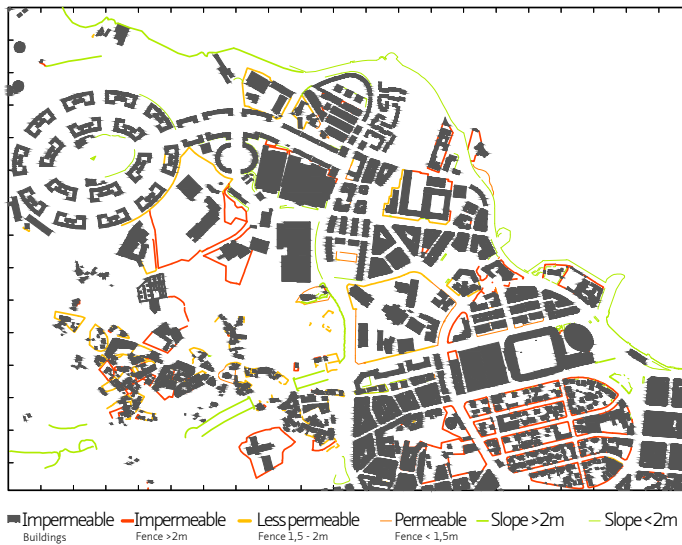 Impermeable Impermeable Less permeable Permeable Slope >2m Slope <2m
Buildings Fence >2m Fence 1,5 - 2m Fence < 1,5m